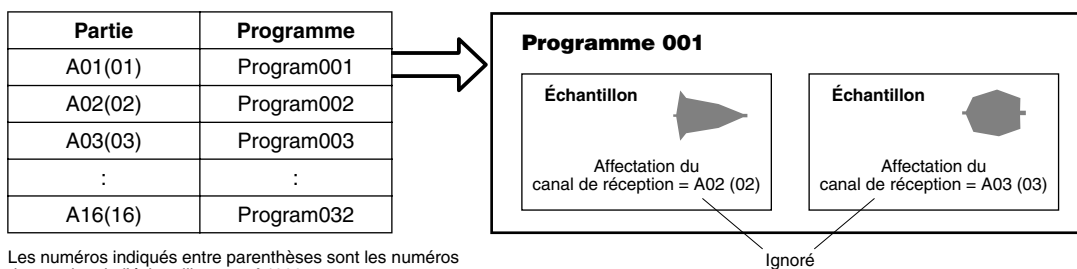 Partie Programme
A01(01) Program001
A02(02) Program002
A03(03) Program003
: :
A16(16) Program032
Les numéros indiqués entre parenthèses sont les numéros
Programme 001
Échantillon
Affectation du
canal de réception = A02 (02)
Échantillon
Affectation du
canal de réception = A03 (03)
Ignoré